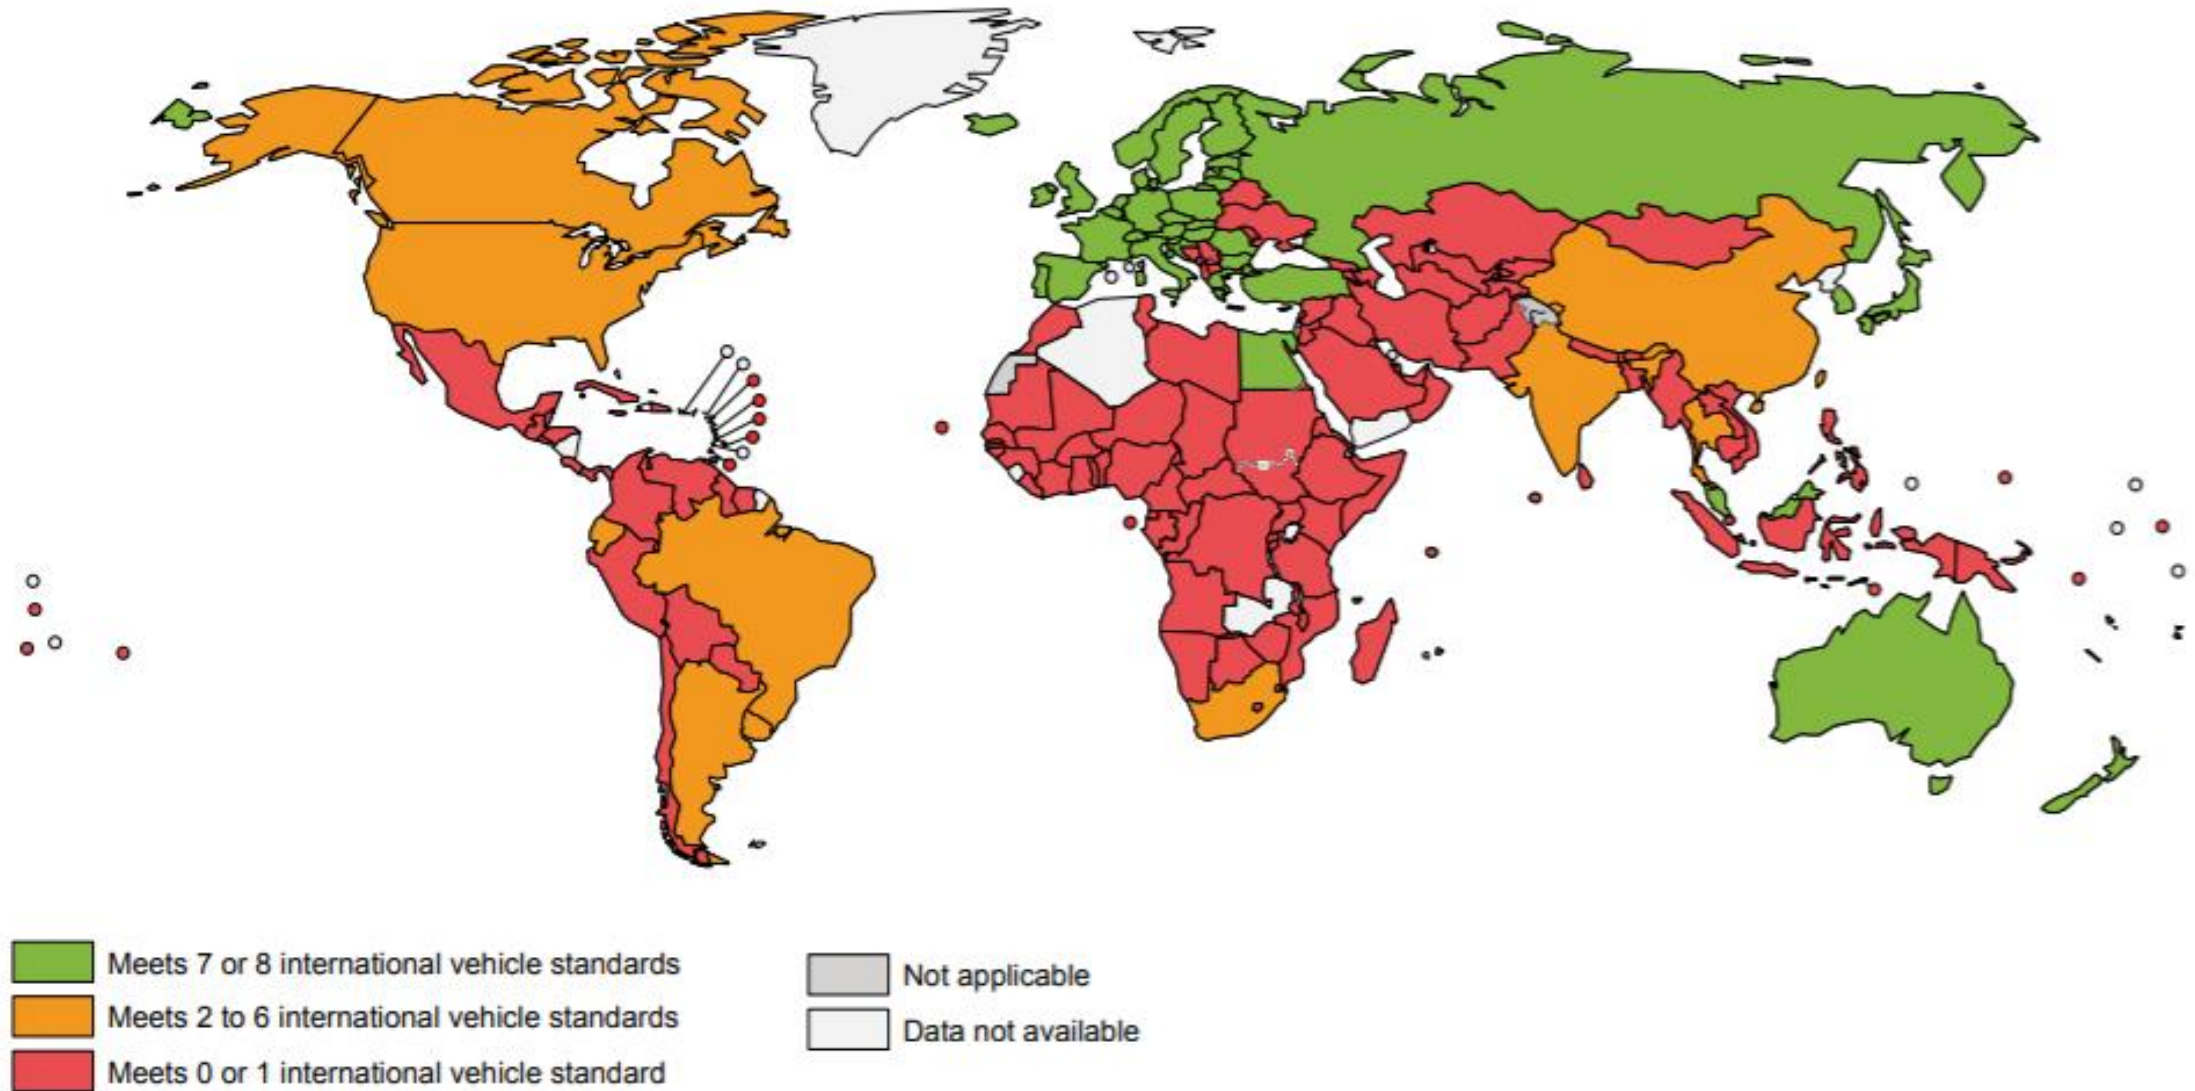 Meets 7 or 8 international vehicle standards
Meets 2 to 6 international vehicle standards
Meets 0 or 1 international vehicle standard
Not applicable
Data not available